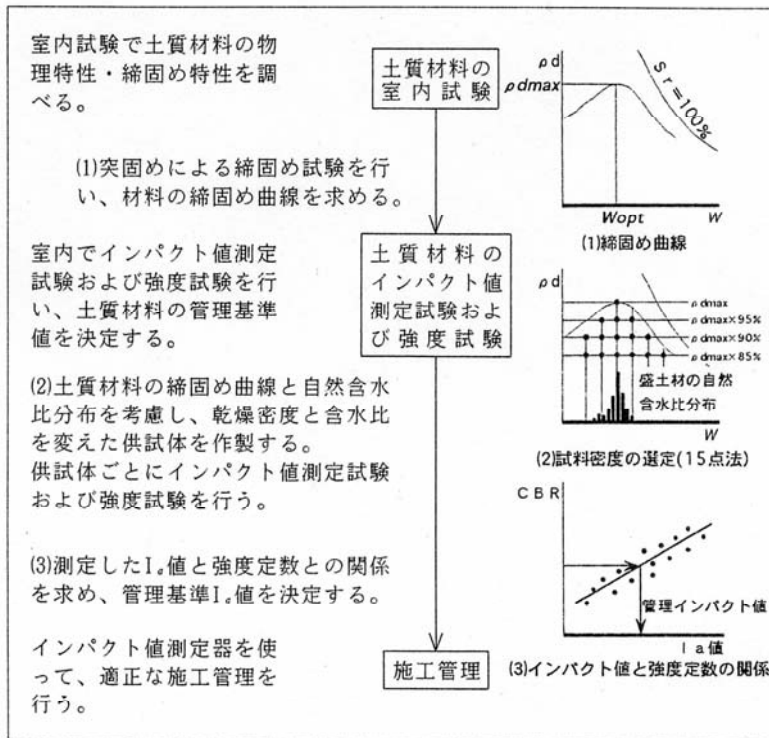 室内試験で土質材料の物
理特性・締固め特性を調
べる。
土質材料の
室内試験
(1)突固めによる締固め試験を行
い、材料の締固め曲線を求める。
ρd
ρdmax
Sr=100%
Wopt
W
(1)締固め曲線
室内でインパクト値測定
試験および強度試験を行
い、土質材料の管理基準
値を決定する。
土質材料の
インパクト値
測定試験およ
び強度試験
(2)土質材料の締固め曲線と自然含水
比分布を考慮し、乾燥密度と含水比
を変えた供試体を作製する。
供試体ごとにインパクト値測定試験
および強度試験を行う。
ρd
ρdmax
ρdmax×95%
ρdmax×90%
ρdmax×85%
盛土材の自然
含水比分布
W
(2)試料密度の選定(15点法)
(3)測定したIa値と強度定数との関係
を求め、管理基準Ia値を決定する。
CBR
管理インパクト値
Ia値
(3)インパクト値と強度定数の関係
インパクト値測定器を使
って、適正な施工管理を
行う。
施工管理